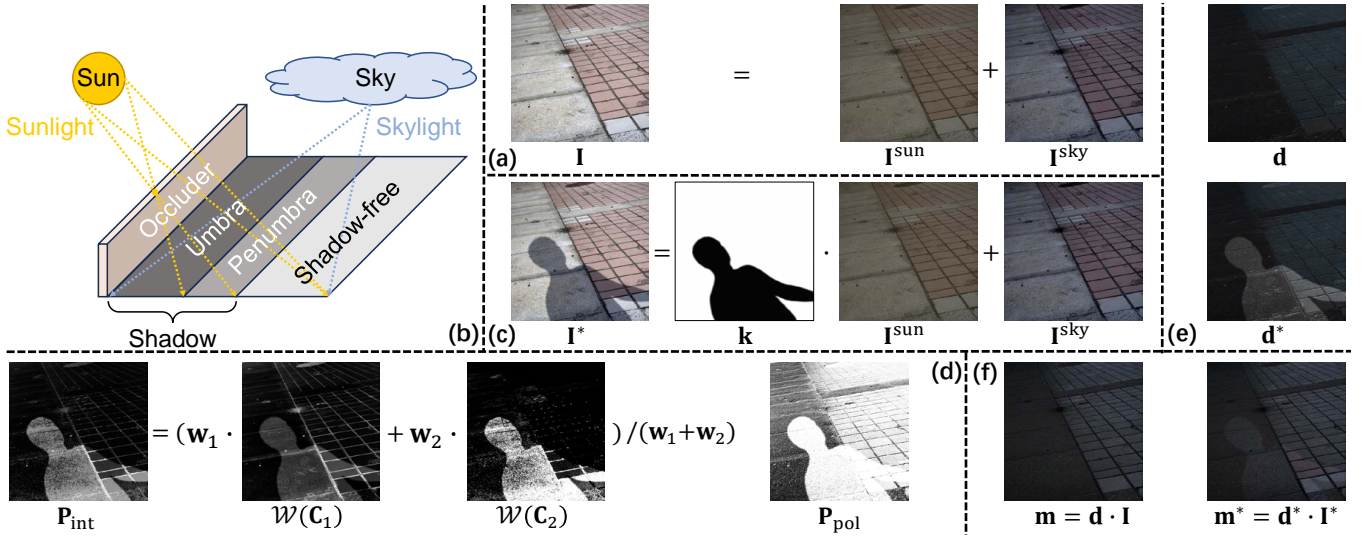 Sun
Sky
Sunlight
Skylight
Occluder
Umbra
Penumbra
Shadow-free
Shadow
(b)
(a)
I
=
I^sun
+
I^sky
(c)
I^*
=
k
·
I^sun
+
I^sky
d
(e)
d^*
(d)
P_int
= (w_1 ·
𝒲(C_1)
+ w_2 ·
𝒲(C_2)
) /(w_1+w_2)
P_pol
(f)
m = d · I
m^* = d^* · I^*